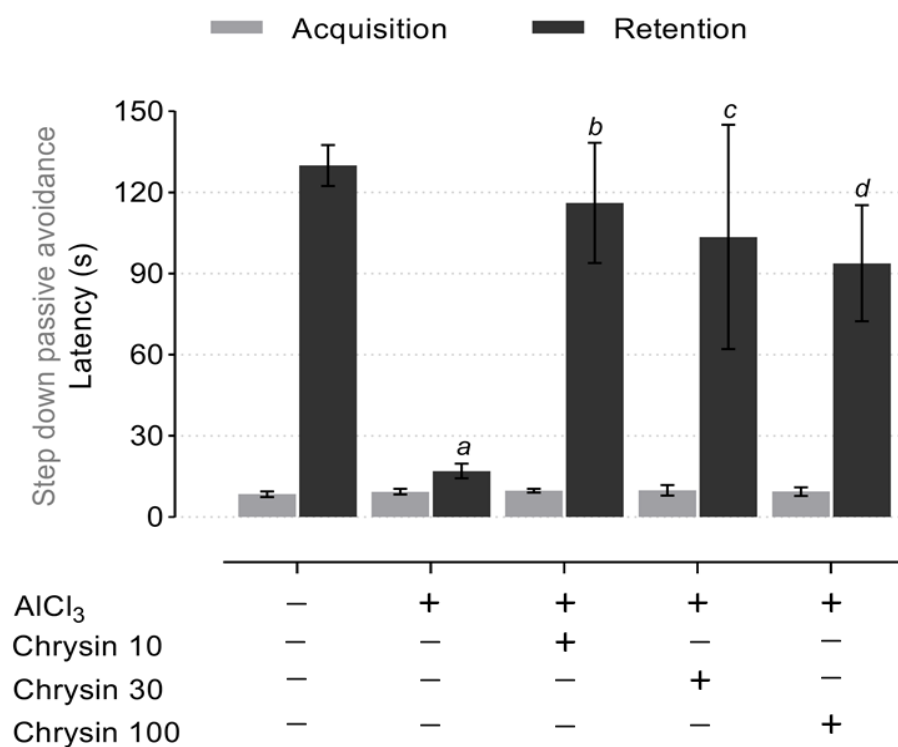 Acquisition Retention
Step down passive avoidance
Latency (s)
150
120
90
60
30
0
a
b
c
d
AlCl₃ – + + + +
Chrysin 10 – – + – –
Chrysin 30 – – – + –
Chrysin 100 – – – – +